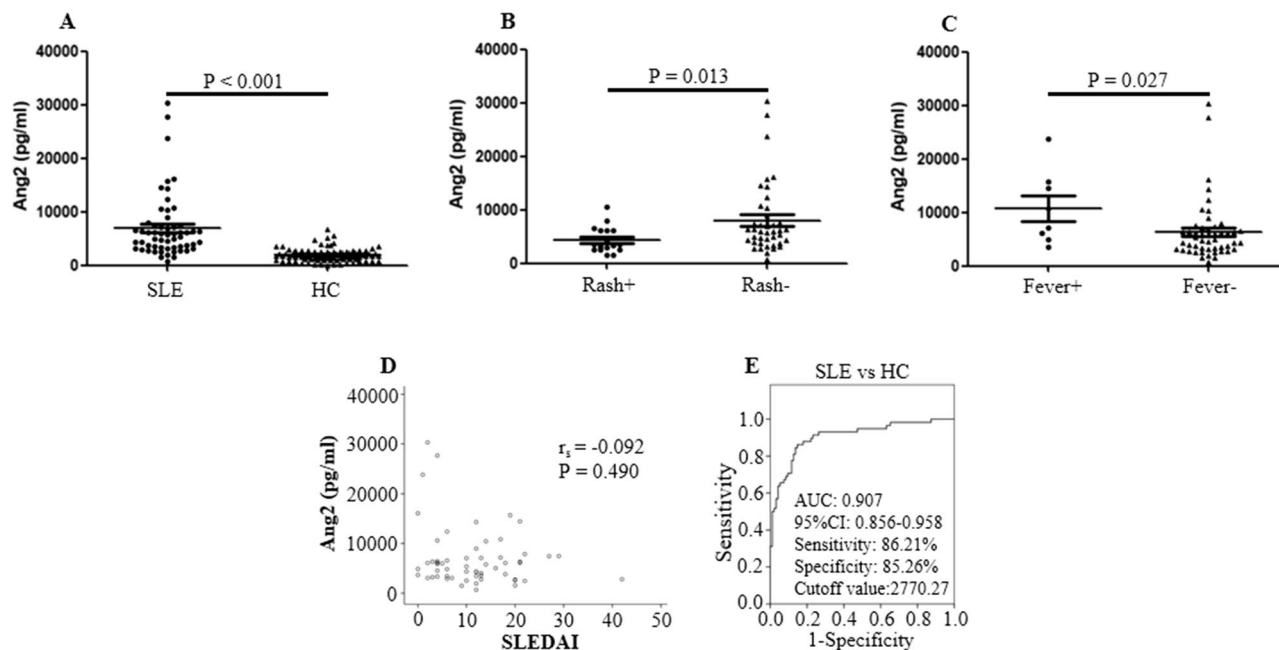 A
40000
30000
20000
10000
0
Ang2 (pg/ml)
P < 0.001
SLE HC
B
40000
30000
20000
10000
0
Ang2 (pg/ml)
P = 0.013
Rash+ Rash-
C
40000
30000
20000
10000
0
Ang2 (pg/ml)
P = 0.027
Fever+ Fever-
D
40000
30000
20000
10000
0
Ang2 (pg/ml)
rs = -0.092
P = 0.490
0 10 20 30 40 50
SLEDAI
E
SLE vs HC
1.0
0.8
0.6
0.4
0.2
0.0
Sensitivity
AUC: 0.907
95%CI: 0.856-0.958
Sensitivity: 86.21%
Specificity: 85.26%
Cutoff value:2770.27
0.0 0.2 0.4 0.6 0.8 1.0
1-Specificity